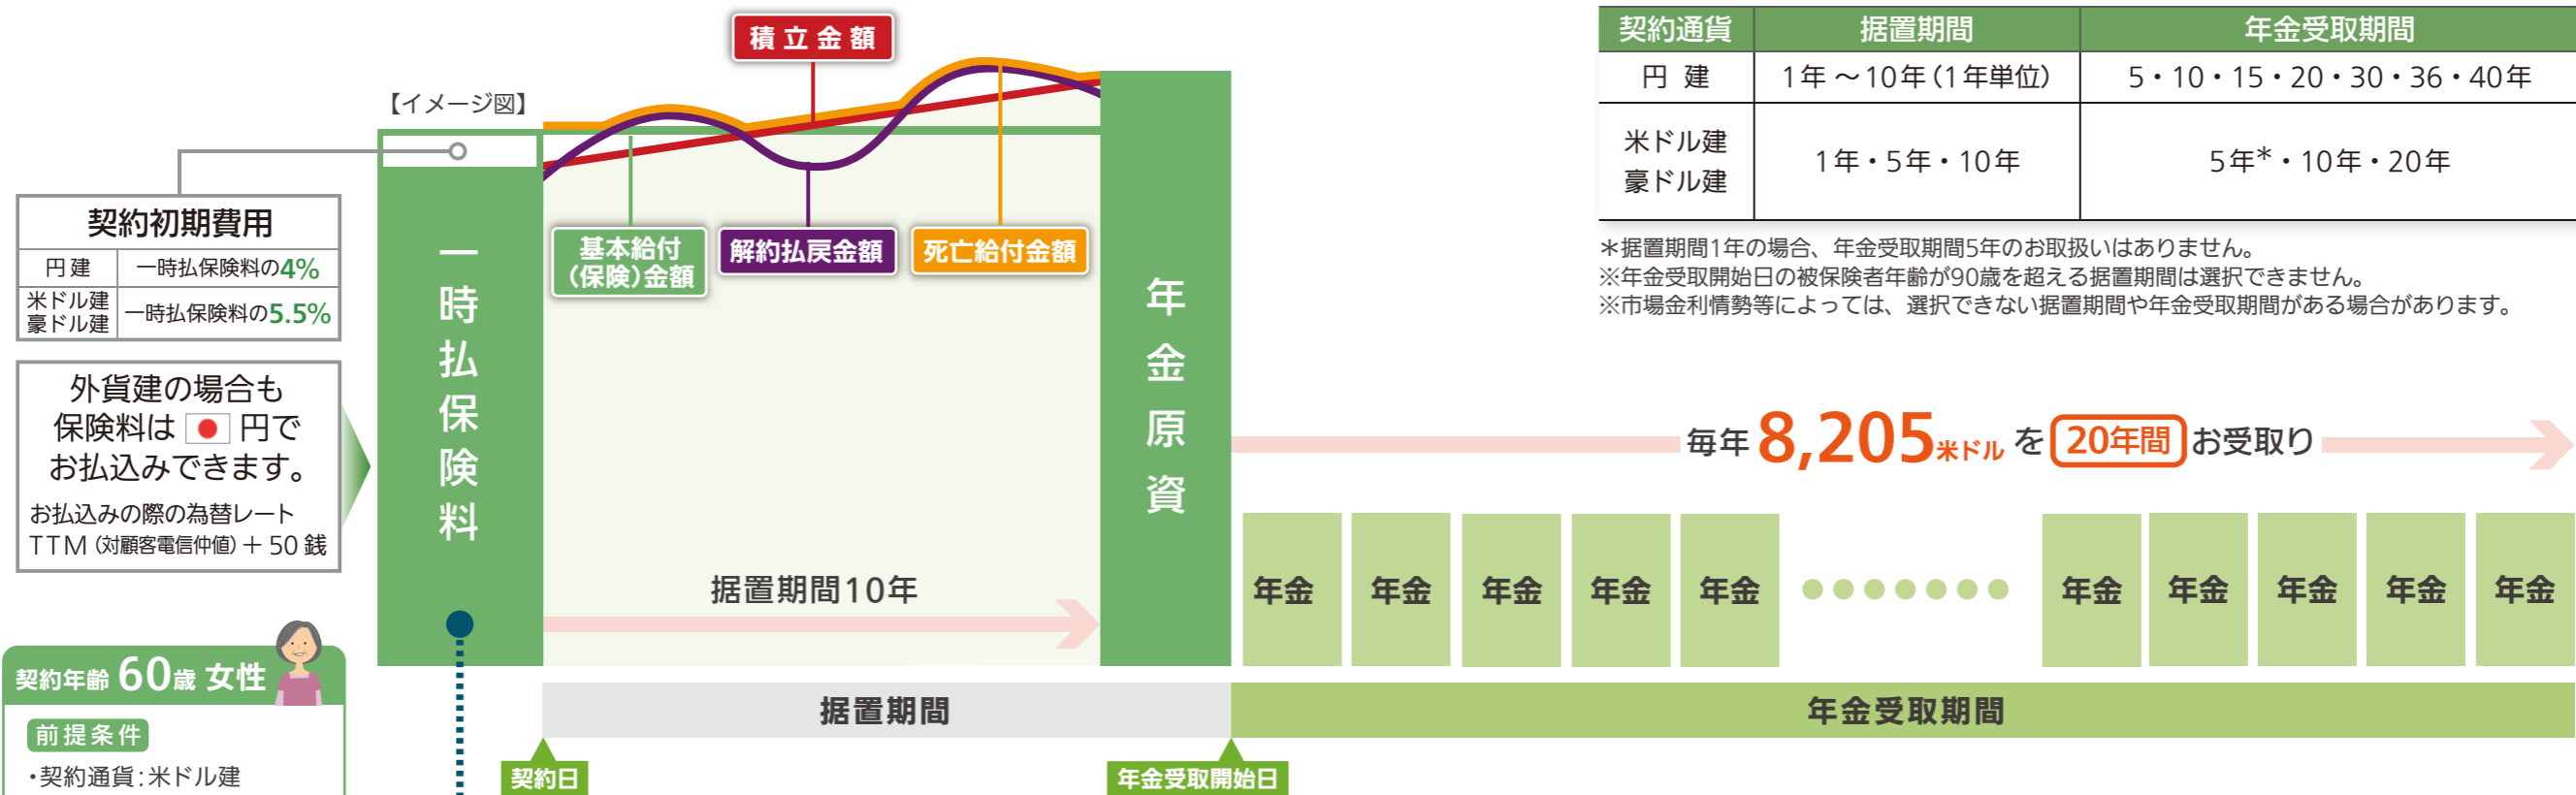 【イメージ図】
積立金額
基本給付
（保険）金額
解約払戻金額
死亡給付金額
契約初期費用
円建 一時払保険料の4%
米ドル建
豪ドル建
一時払保険料の5.5%
外貨建の場合も
保険料は 円で
お払込みできます。
お払込みの際の為替レート
TTM（対顧客電信仲値）＋50銭
契約年齢 60歳 女性
前提条件
・契約通貨：米ドル建
一時払保険料
据置期間10年
年金原資
契約通貨 据置期間 年金受取期間
円建 1年～10年（1年単位） 5・10・15・20・30・36・40年
米ドル建
豪ドル建
1年・5年・10年 5年*・10年・20年
＊据置期間1年の場合、年金受取期間5年のお取扱いはありません。
※年金受取開始日の被保険者年齢が90歳を超える据置期間は選択できません。
※市場金利情勢等によっては、選択できない据置期間や年金受取期間がある場合があります。
毎年8,205米ドルを20年間お受取り
年金 年金 年金 年金 年金 ・・・・・・・ 年金 年金 年金 年金 年金
据置期間 年金受取期間
契約日 年金受取開始日